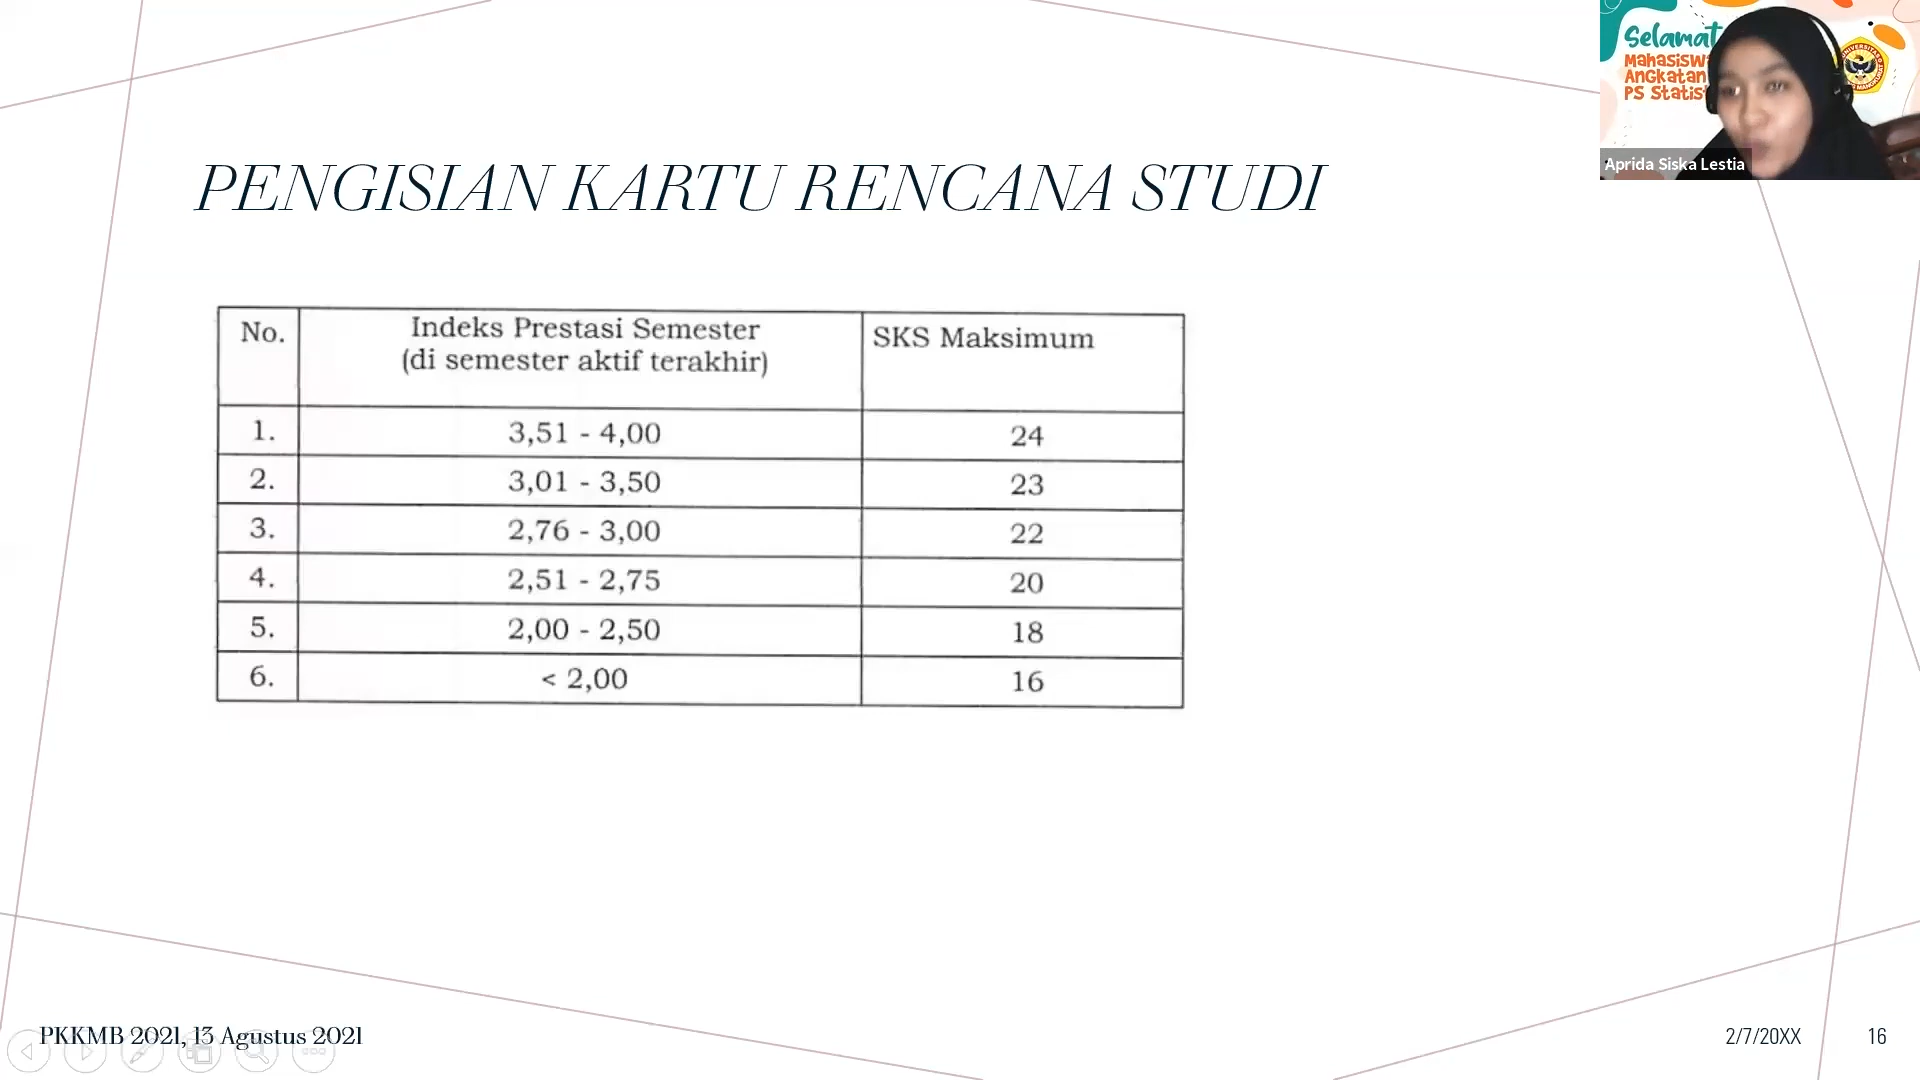 Selamat
Mahasisw
Angkatan
PS Statis
UNIVERSITAS
Aprida Siska Lestia
PENGISIAN KARTU RENCANA STUDI
No. Indeks Prestasi Semester (di semester aktif terakhir) SKS Maksimum
1. 3,51 - 4,00 24
2. 3,01 - 3,50 23
3. 2,76 - 3,00 22
4. 2,51 - 2,75 20
5. 2,00 - 2,50 18
6. < 2,00 16
PKKMB 2021, 13 Agustus 2021
2/7/20XX
16